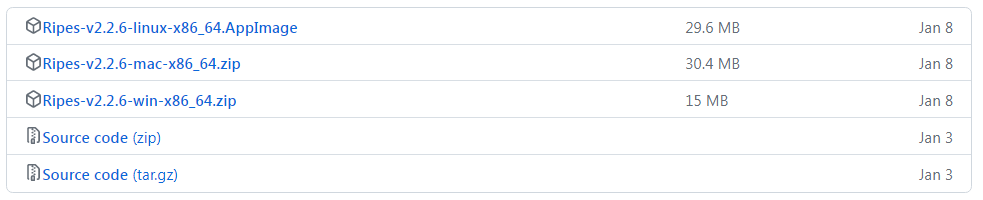 Ripes-v2.2.6-linux-x86_64.AppImage 29.6 MB Jan 8
Ripes-v2.2.6-mac-x86_64.zip 30.4 MB Jan 8
Ripes-v2.2.6-win-x86_64.zip 15 MB Jan 8
Source code (zip) Jan 3
Source code (tar.gz) Jan 3